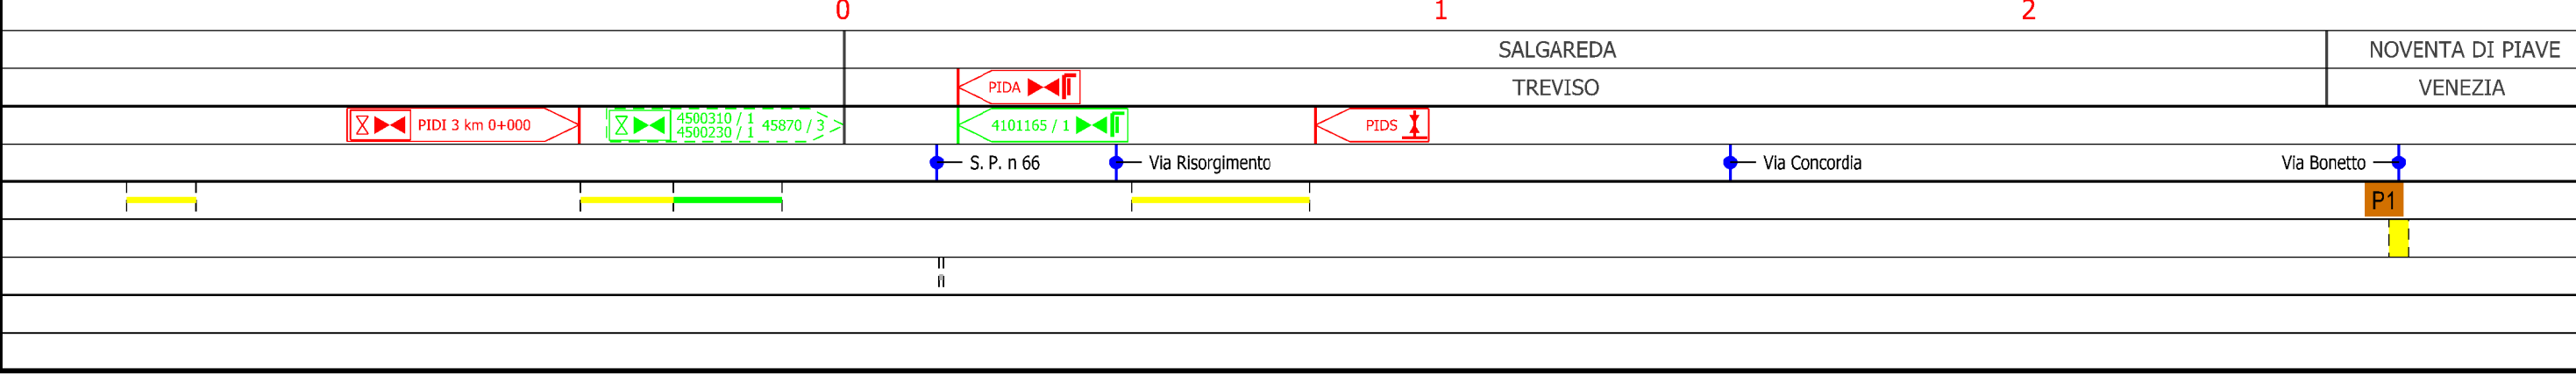 0 1 2
SALGAREDA NOVENTA DI PIAVE
PIDA TREVISO VENEZIA
PIDI 3 km 0+000 4500310 / 1 45870 / 3 4101165 / 1 PIDS
4500230 / 1
S. P. n 66 Via Risorgimento Via Concordia Via Bonetto
P1